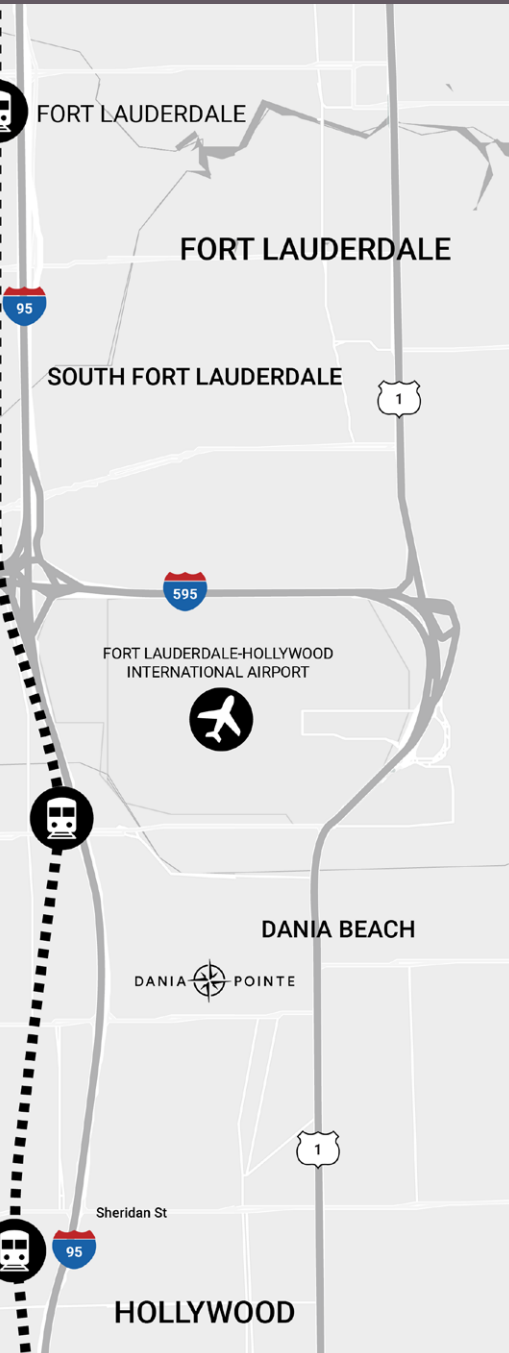 FORT LAUDERDALE
FORT LAUDERDALE
95
SOUTH FORT LAUDERDALE
1
595
FORT LAUDERDALE-HOLLYWOOD
INTERNATIONAL AIRPORT
DANIA BEACH
DANIA POINTE
1
Sheridan St
95
HOLLYWOOD